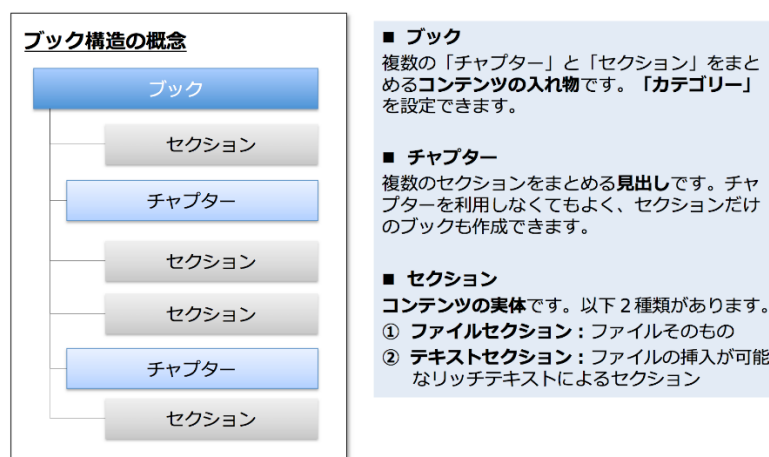 ブック構造の概念
ブック
セクション
チャプター
セクション
セクション
チャプター
セクション
■ ブック
複数の「チャプター」と「セクション」をまと
めるコンテンツの入れ物です。「カテゴリー」
を設定できます。
■ チャプター
複数のセクションをまとめる見出しです。チャ
プターを利用しなくてもよく、セクションだけ
のブックも作成できます。
■ セクション
コンテンツの実体です。以下２種類があります。
① ファイルセクション：ファイルそのもの
② テキストセクション：ファイルの挿入が可能
なリッチテキストによるセクション